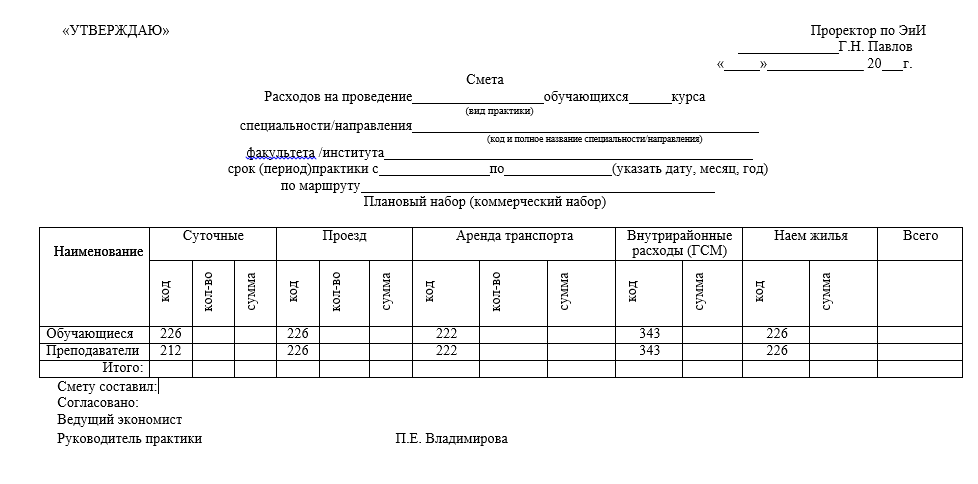 «УТВЕРЖДАЮ» Проректор по ЭиИ
______________Г.Н. Павлов
«_____»_____________ 20___г.
Смета
Расходов на проведение__________________обучающихся______курса
(вид практики)
специальности/направления________________________________________________
(код и полное название специальности/направления)
факультета /института___________________________________________________
срок (период)практики с_______________по_______________(указать дату, месяц, год)
по маршруту_________________________________________________
Плановый набор (коммерческий набор)
Наименование Суточные Проезд Аренда транспорта Внутрирайонные расходы (ГСМ) Наем жилья Всего
код кол-во сумма код кол-во сумма код кол-во сумма код сумма код сумма
Обучающиеся 226 226 222 343 226
Преподаватели 212 226 222 343 226
Итого:
Смету составил:
Согласовано:
Ведущий экономист
Руководитель практики П.Е. Владимирова